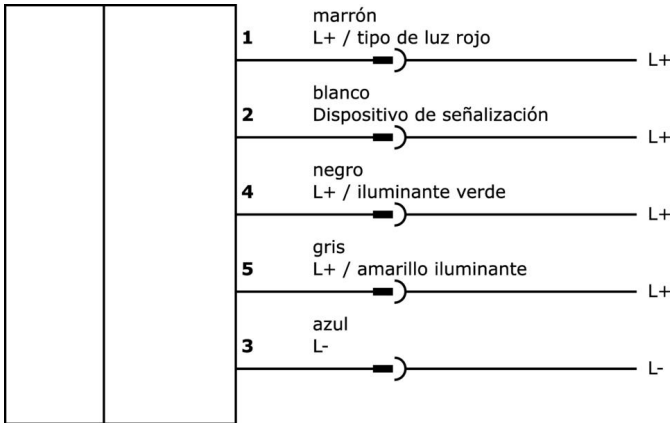 marrón
1 L+ / tipo de luz rojo
L+
blanco
2 Dispositivo de señalización
L+
negro
4 L+ / iluminante verde
L+
gris
5 L+ / amarillo iluminante
L+
azul
3 L-
L-